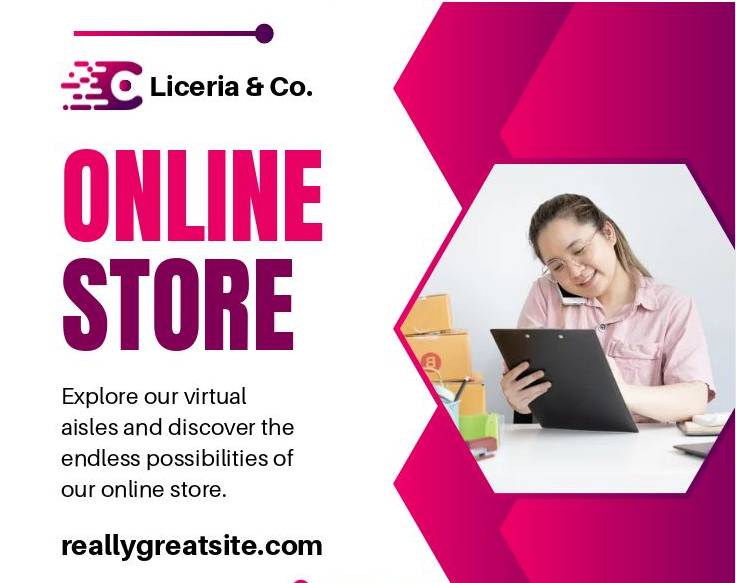 Liceria & Co.
ONLINE
STORE
Explore our virtual
aisles and discover the
endless possibilities of
our online store.
reallygreatsite.com